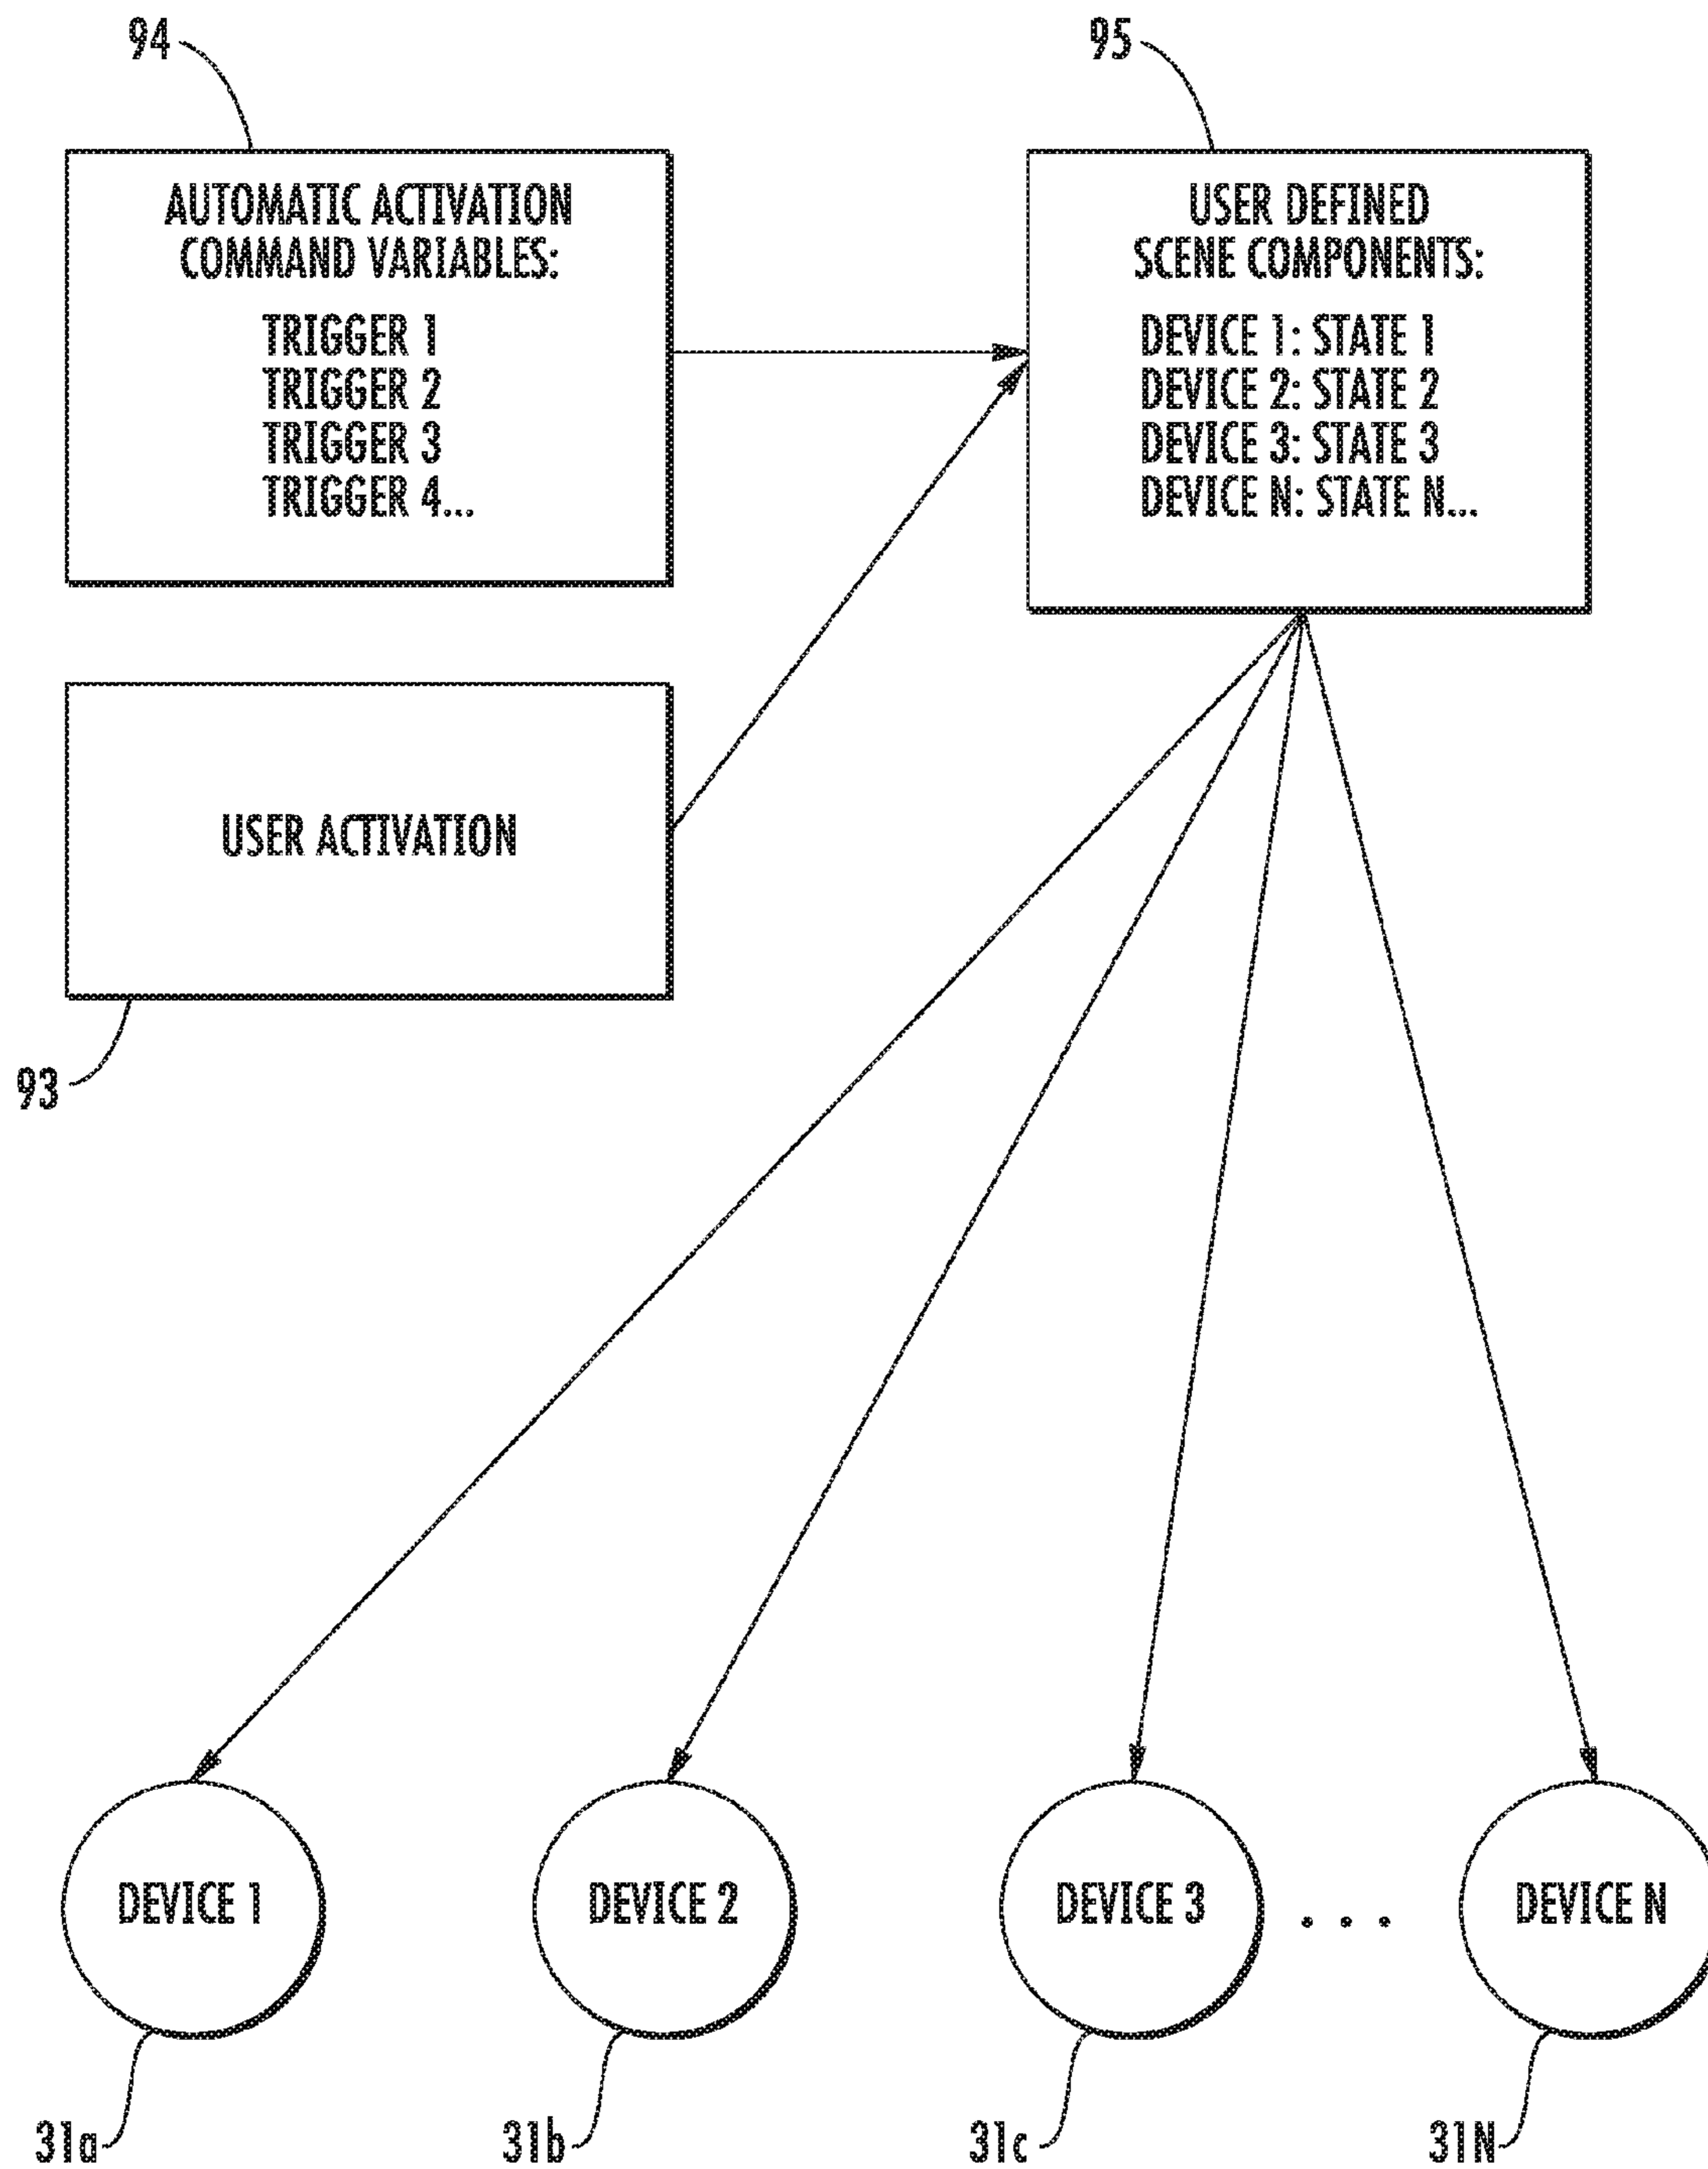 94
95
AUTOMATIC ACTIVATION
COMMAND VARIABLES:
TRIGGER 1
TRIGGER 2
TRIGGER 3
TRIGGER 4...
USER DEFINED
SCENE COMPONENTS:
DEVICE 1: STATE 1
DEVICE 2: STATE 2
DEVICE 3: STATE 3
DEVICE N: STATE N...
USER ACTIVATION
93
DEVICE 1
DEVICE 2
DEVICE 3
. . .
DEVICE N
31a
31b
31c
31N